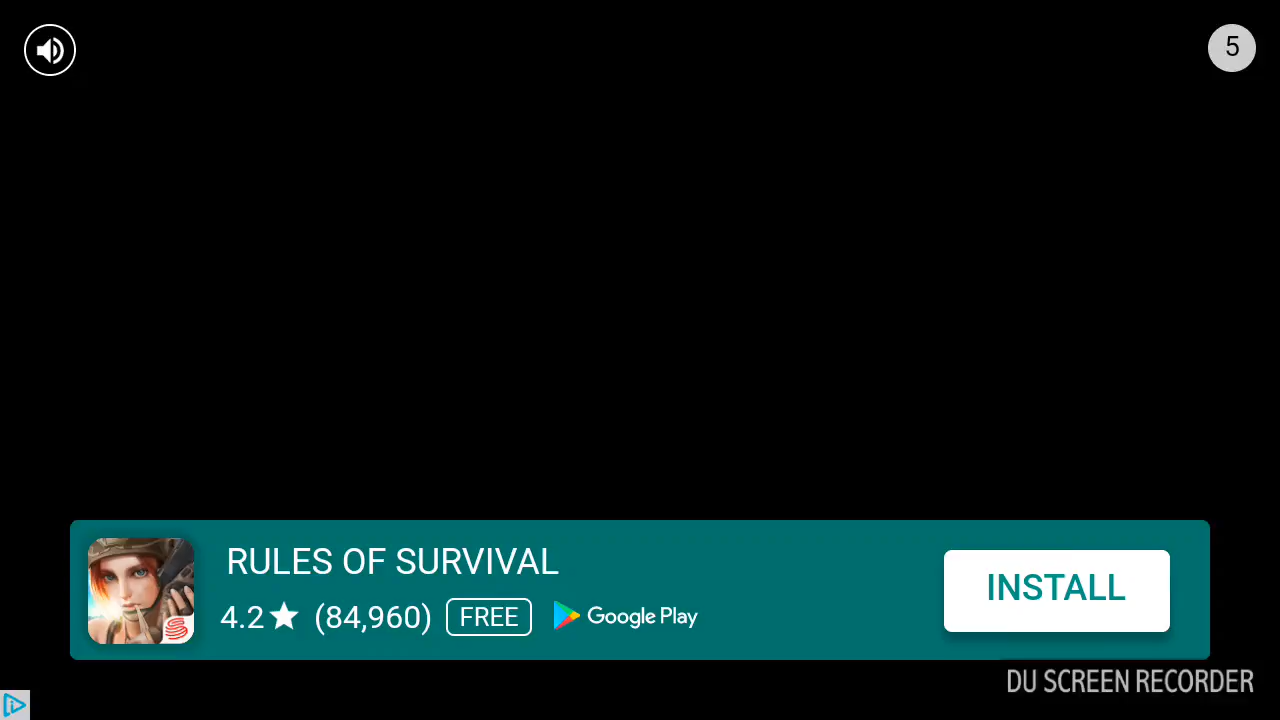 5
RULES OF SURVIVAL
4.2★ (84,960) FREE Google Play
INSTALL
DU SCREEN RECORDER